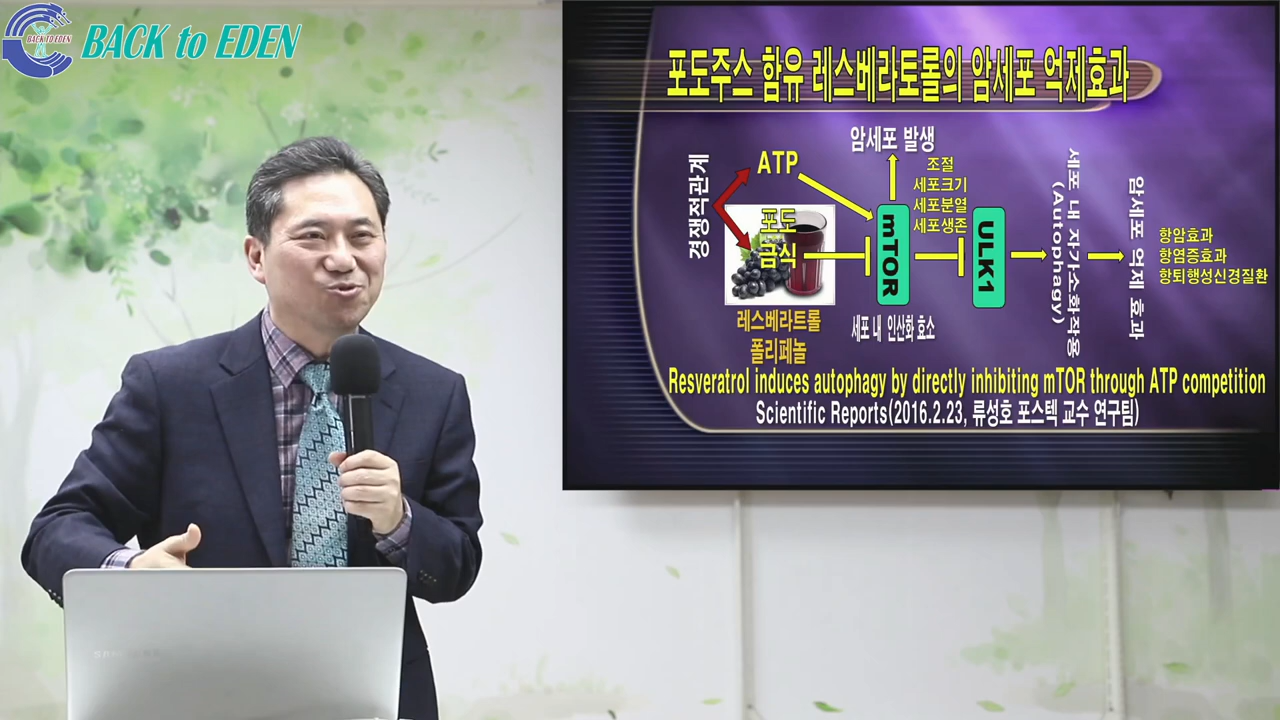 BACK TO EDEN
BACK to EDEN
포도주스 함유 레스베라토롤의 암세포 억제효과
암세포 발생
경쟁적관계
ATP
포도
금식
레스베라트롤
폴리페놀
mTOR
세포 내 인산화 효소
조절
세포크기
세포분열
세포생존
ULK1
세포 내 자가소화작용
(Autophagy)
암세포 억제 효과
항암효과
항염증효과
항퇴행성신경질환
Resveratrol induces autophagy by directly inhibiting mTOR through ATP competition
Scientific Reports(2016.2.23, 류성호 포스텍 교수 연구팀)